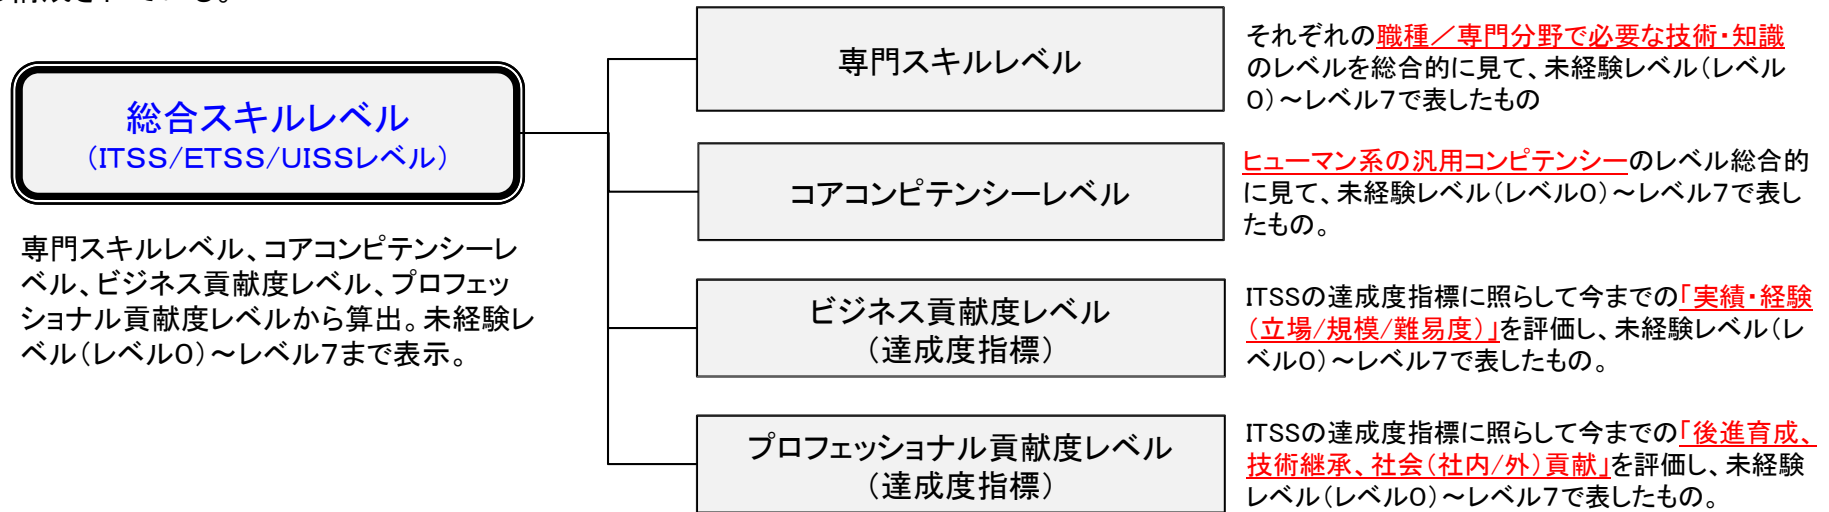 総合スキルレベル
（ITSS/ETSS/UISSレベル）
専門スキルレベル、コアコンピテンシーレ
ベル、ビジネス貢献度レベル、プロフェッ
ショナル貢献度レベルから算出。未経験レ
ベル（レベル0）～レベル7まで表示。
専門スキルレベル
それぞれの職種／専門分野で必要な技術・知識
のレベルを総合的に見て、未経験レベル（レベル
0）～レベル7で表したもの
コアコンピテンシーレベル
ヒューマン系の汎用コンピテンシーのレベル総合的
に見て、未経験レベル（レベル0）～レベル7で表し
たもの。
ビジネス貢献度レベル
（達成度指標）
ITSSの達成度指標に照らして今までの「実績・経験
（立場/規模/難易度）」を評価し、未経験レベル（レ
ベル0）～レベル7で表したもの。
プロフェッショナル貢献度レベル
（達成度指標）
ITSSの達成度指標に照らして今までの「後進育成、
技術継承、社会（社内/外）貢献」を評価し、未経験
レベル（レベル0）～レベル7で表したもの。